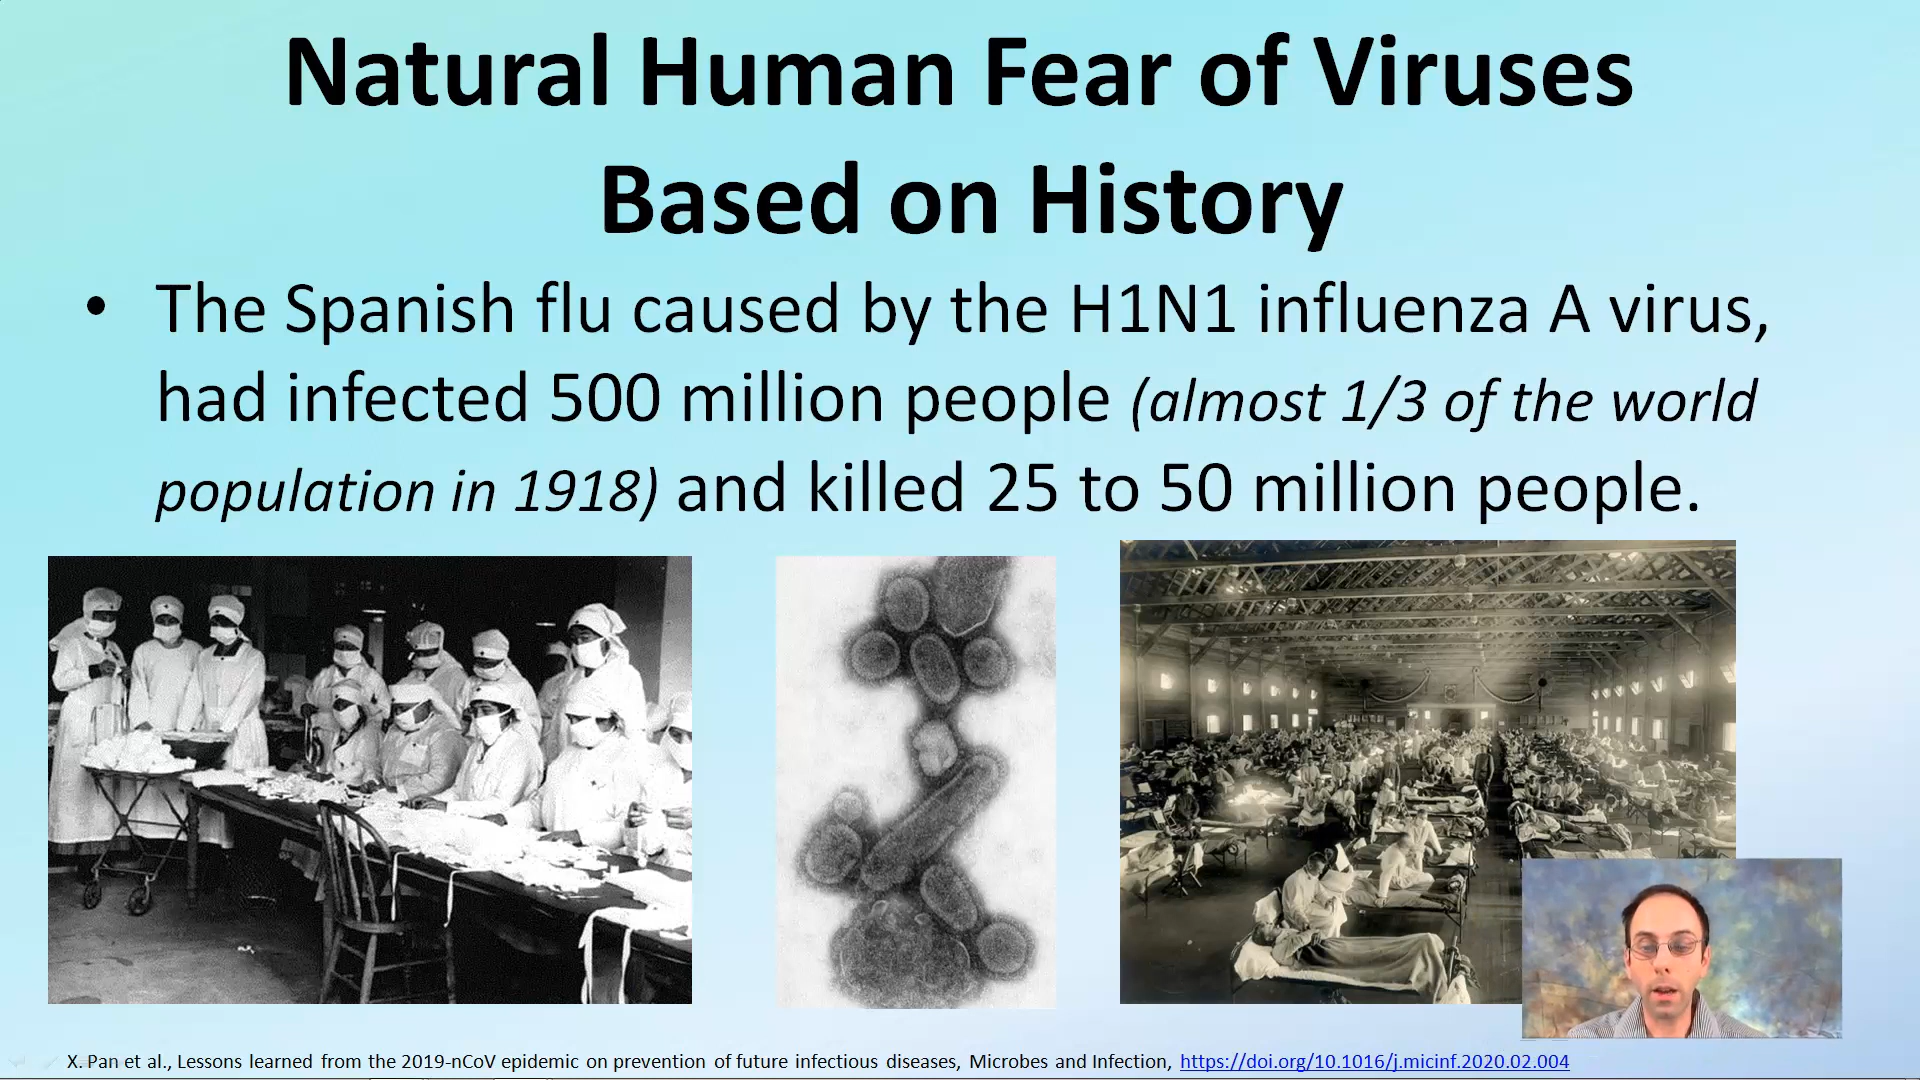 Natural Human Fear of Viruses
Based on History
• The Spanish flu caused by the H1N1 influenza A virus,
had infected 500 million people (almost 1/3 of the world
population in 1918) and killed 25 to 50 million people.
X. Pan et al., Lessons learned from the 2019-nCoV epidemic on prevention of future infectious diseases, Microbes and Infection, https://doi.org/10.1016/j.micinf.2020.02.004